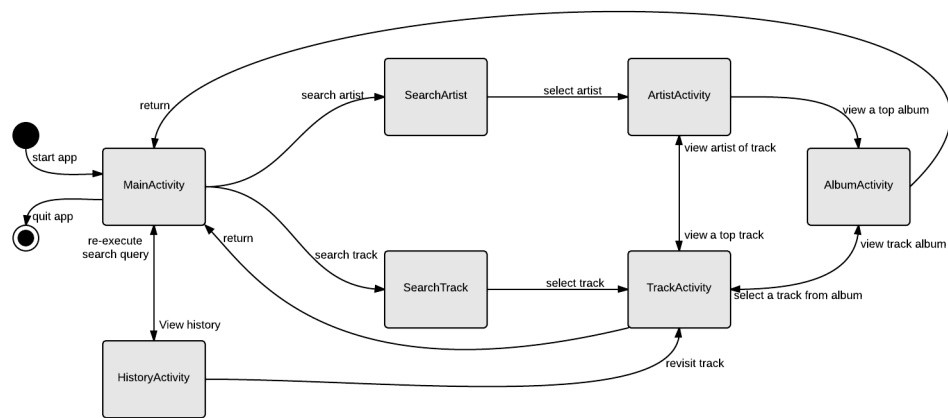 SearchArtist
ArtistActivity
search artist
select artist
return
view a top album
start app
view artist of track
MainActivity
AlbumActivity
quit app
re-execute
search query
return
view a top track
view track album
search track
SearchTrack
select track
TrackActivity
select a track from album
View history
revisit track
HistoryActivity